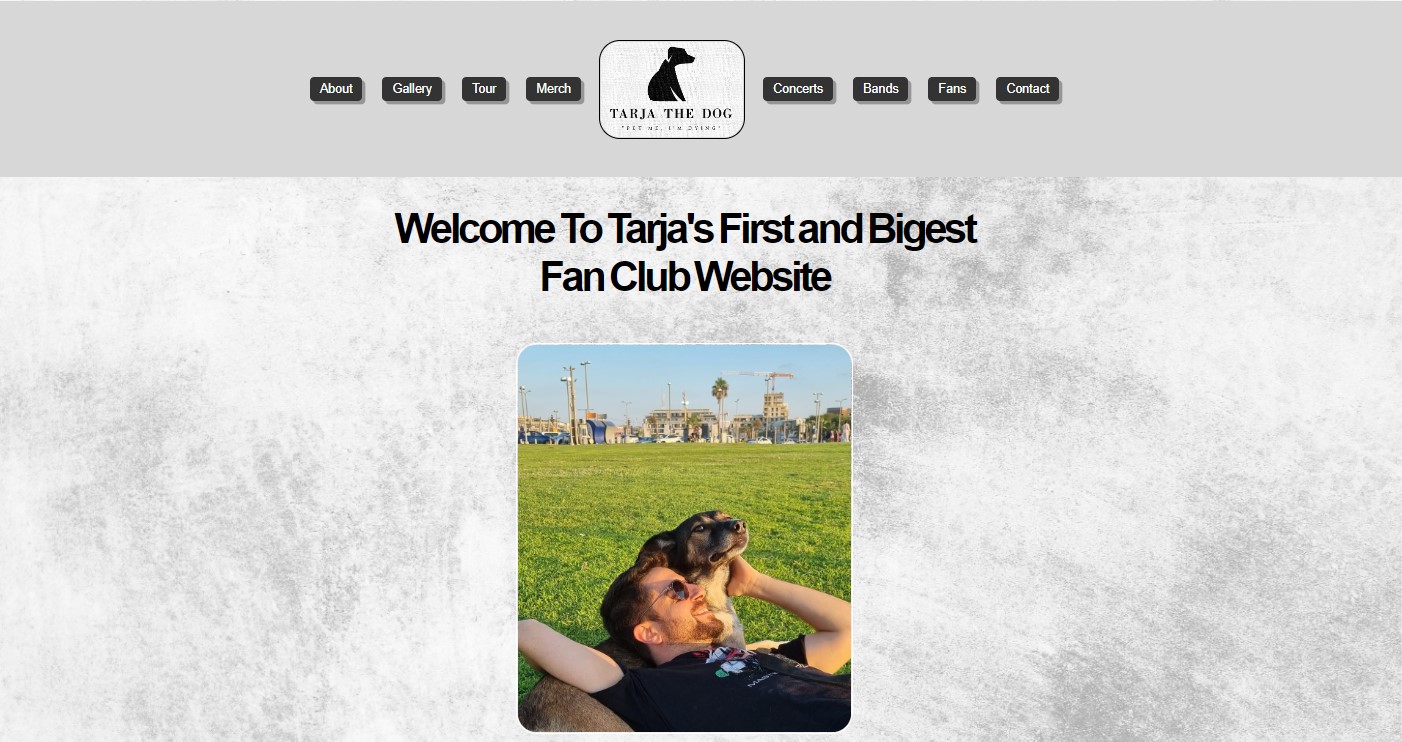 About
Gallery
Tour
Merch
TARJA THE DOG
"PET ME, I'M DYING"
Concerts
Bands
Fans
Contact
Welcome To Tarja's First and Bigest
Fan Club Website
MAST